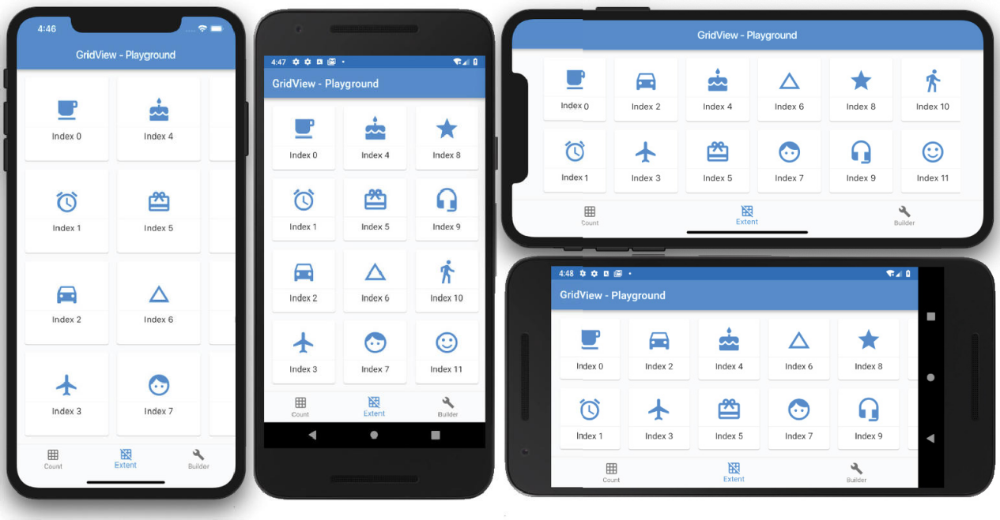 4:46
GridView - Playground
Index 0 Index 4
Index 1 Index 5
Index 2 Index 6
Index 3 Index 7
Count Extent Builder
4:47
GridView - Playground
Index 0 Index 4 Index 8
Index 1 Index 5 Index 9
Index 2 Index 6 Index 10
Index 3 Index 7 Index 11
Count Extent Builder
GridView - Playground
Index 0 Index 2 Index 4 Index 6 Index 8 Index 10
Index 1 Index 3 Index 5 Index 7 Index 9 Index 11
Count Extent Builder
4:48
GridView - Playground
Index 0 Index 2 Index 4 Index 6 Index 8
Index 1 Index 3 Index 5 Index 7 Index 9
Count Extent Builder